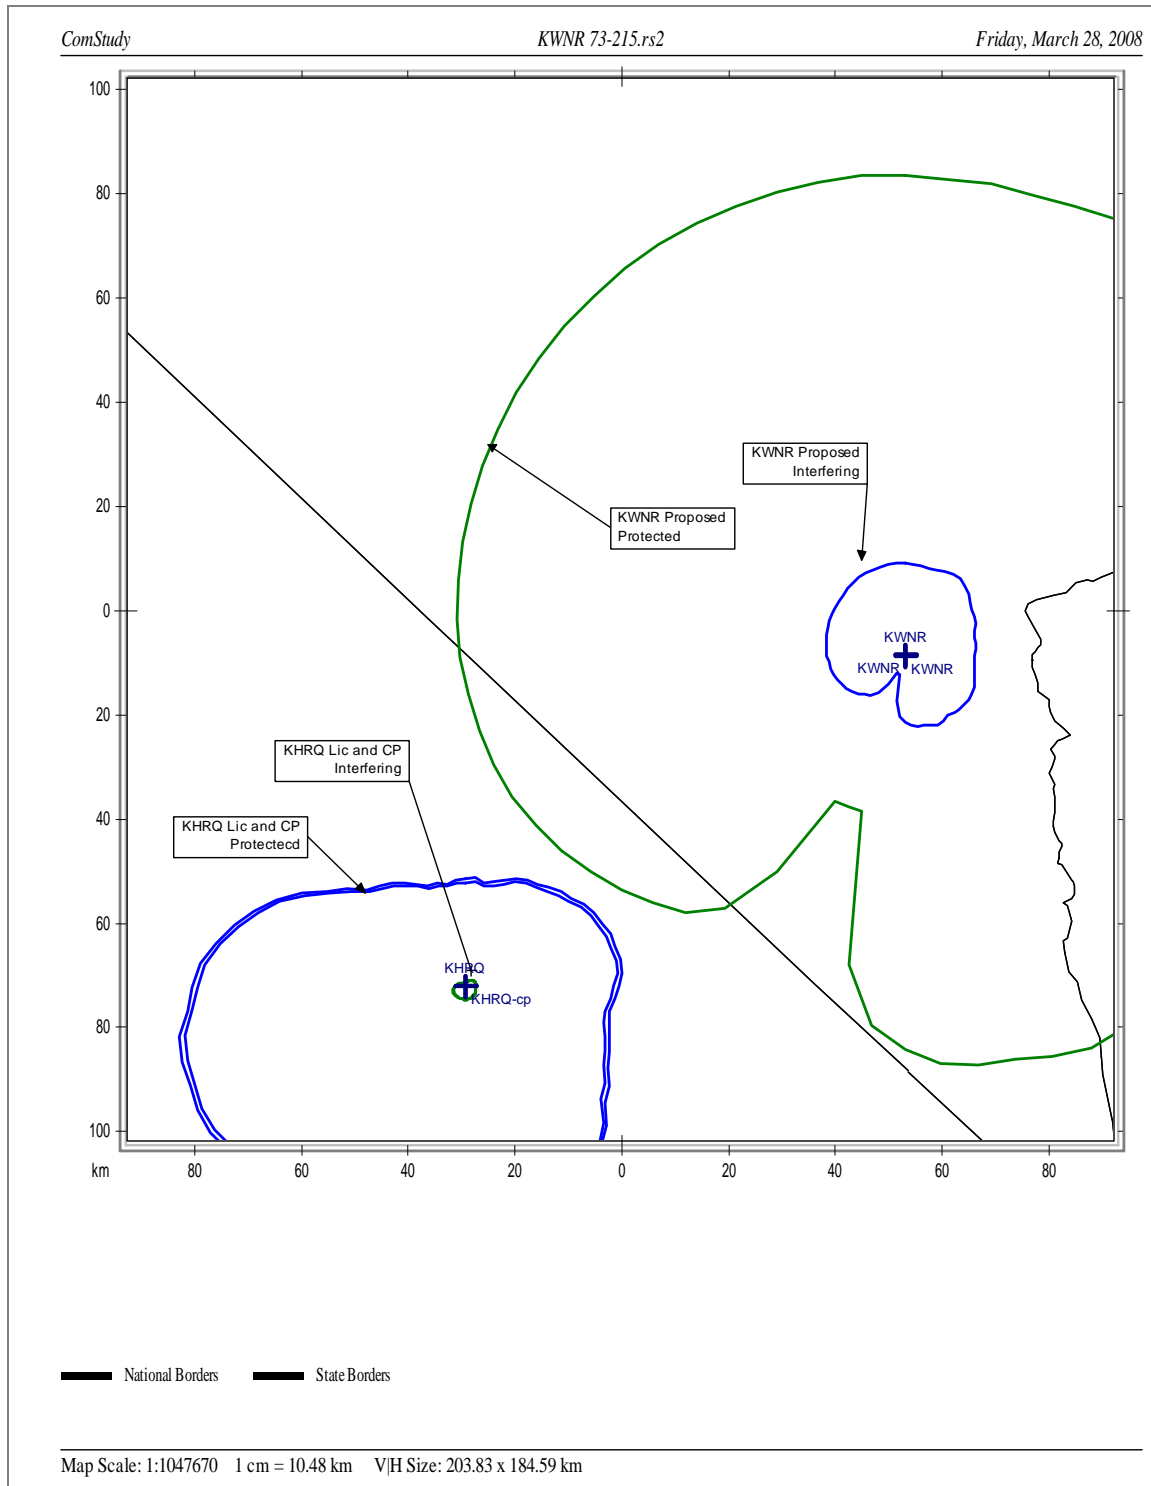 ComStudy KWNR 73-215.rs2 Friday, March 28, 2008
100
80
60
40
20
0
20
40
60
80
100
KWNR Proposed
Interfering
KWNR Proposed
Protected
KWNR
KWNR KWNR
KHRQ Lic and CP
Interfering
KHRQ Lic and CP
Protectecd
KHRQ
KHRQ-cp
km 80 60 40 20 0 20 40 60 80
National Borders State Borders
Map Scale: 1:1047670 1 cm = 10.48 km V|H Size: 203.83 x 184.59 km